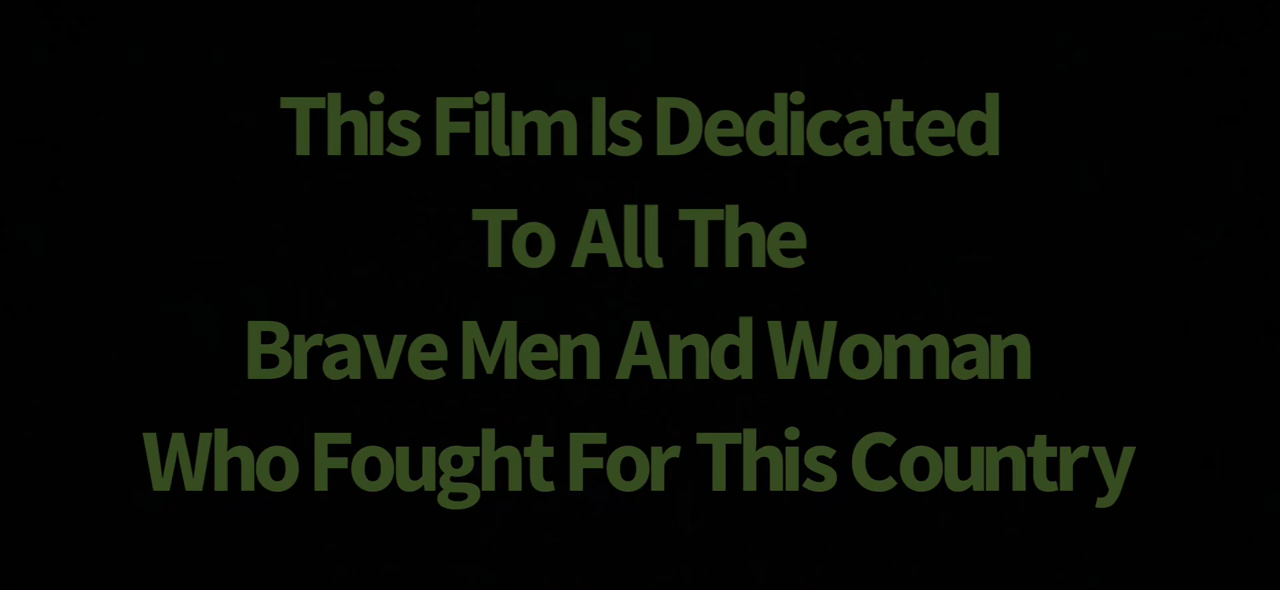 This Film Is Dedicated
To All The
Brave Men And Woman
Who Fought For This Country